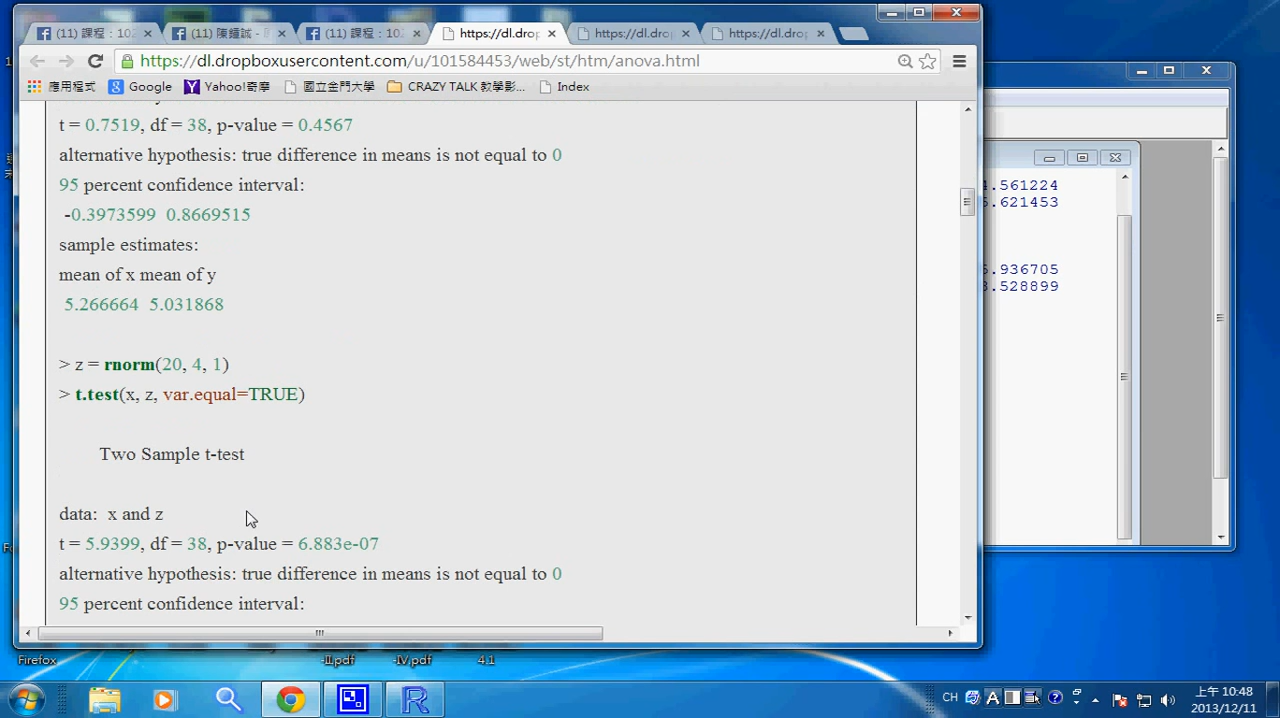 (11) 課程：102
(11) 陳鍾誠 -
(11) 課程：102
https://dl.drop
https://dl.drop
https://dl.drop
https://dl.dropboxusercontent.com/u/101584453/web/st/htm/anova.html
應用程式
Google
Yahoo!奇摩
國立金門大學
CRAZY TALK 教學影...
Index
t = 0.7519, df = 38, p-value = 0.4567
alternative hypothesis: true difference in means is not equal to 0
95 percent confidence interval:
-0.3973599 0.8669515
sample estimates:
mean of x mean of y
5.266664 5.031868
> z = rnorm(20, 4, 1)
> t.test(x, z, var.equal=TRUE)
Two Sample t-test
data: x and z
t = 5.9399, df = 38, p-value = 6.883e-07
alternative hypothesis: true difference in means is not equal to 0
95 percent confidence interval:
4.561224
5.621453
.936705
.528899
Firefox
-II.pdf
-IV.pdf
4.1
CH
上午 10:48
2013/12/11